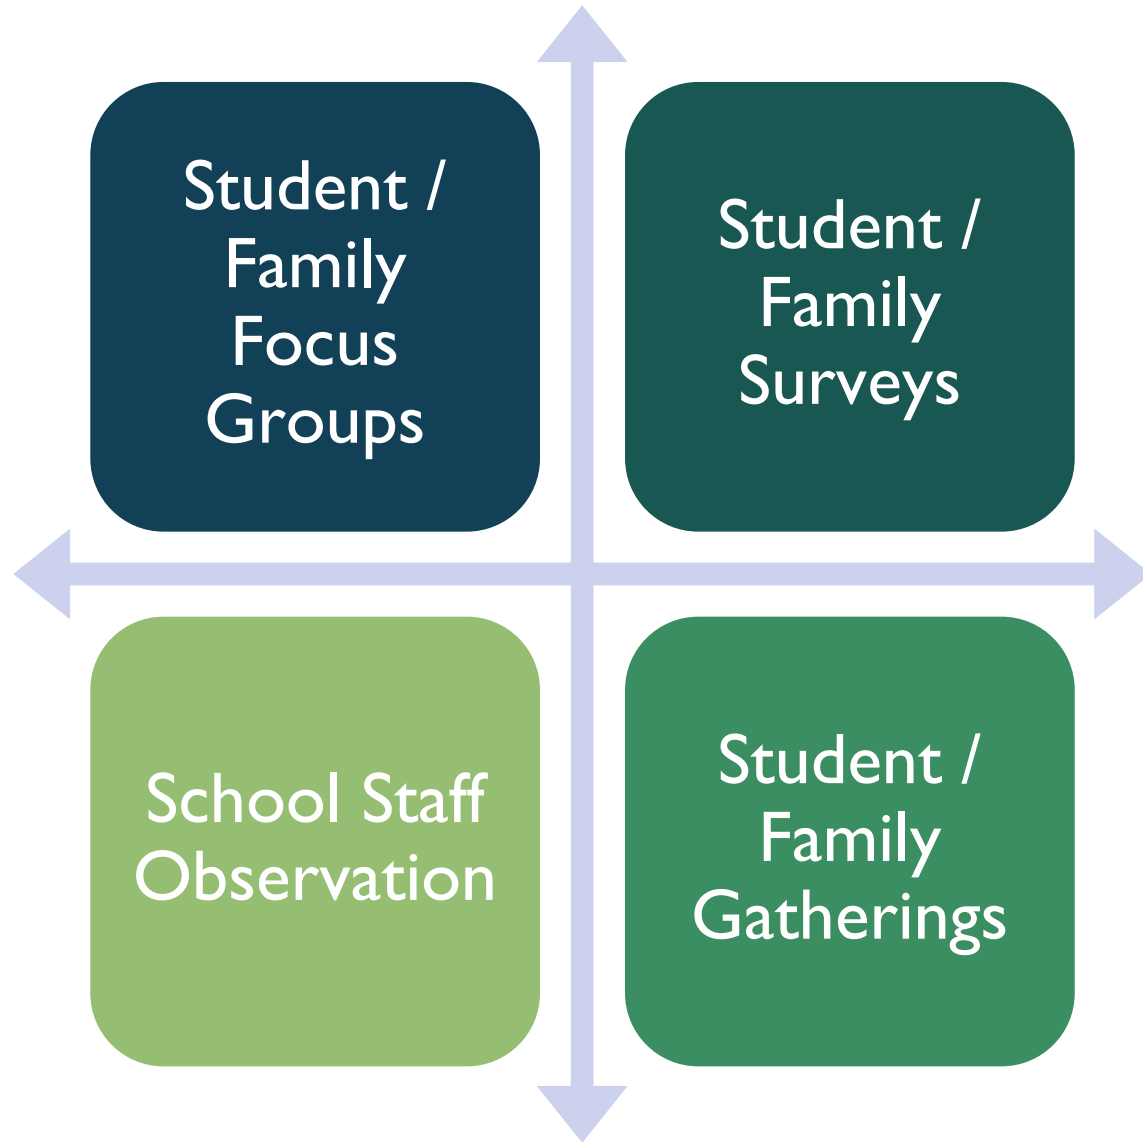 Student /
Family
Focus
Groups
Student /
Family
Surveys
School Staff
Observation
Student /
Family
Gatherings